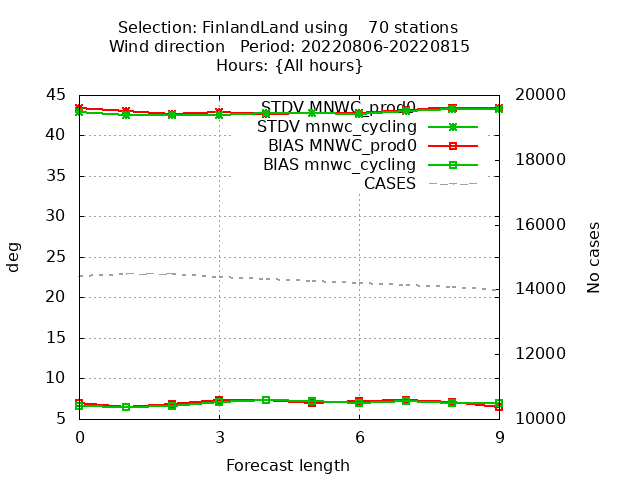 Selection: FinlandLand using    70 stations
Wind direction   Period: 20220806-20220815
Hours: {All hours}
STDV MNWC_prod0
STDV mnwc_cycling
BIAS MNWC_prod0
BIAS mnwc_cycling
CASES
45
40
35
30
25
20
15
10
5
deg
20000
18000
16000
14000
12000
10000
No cases
0 3 6 9
Forecast length